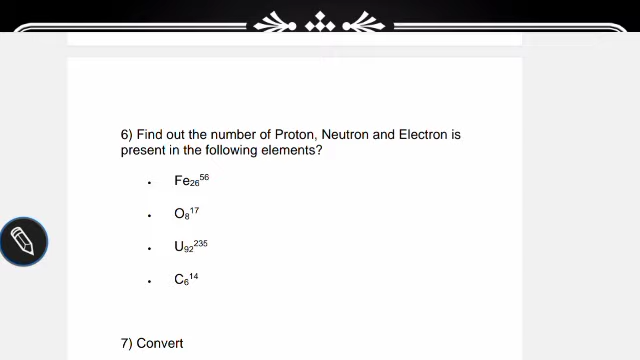 6) Find out the number of Proton, Neutron and Electron is
present in the following elements?
• Fe₂₆⁵⁶
• O₈¹⁷
• U₉₂²³⁵
• C₆¹⁴
7) Convert